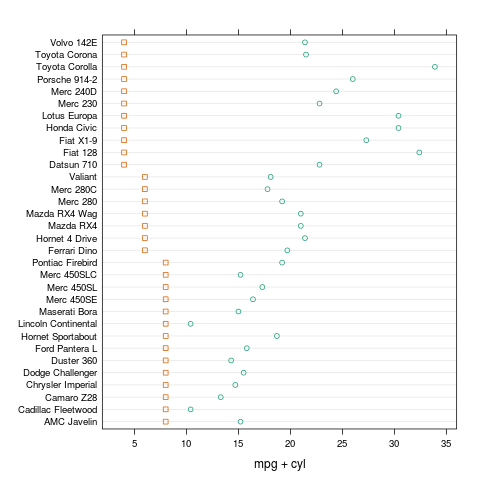 Volvo 142E
Toyota Corona
Toyota Corolla
Porsche 914-2
Merc 240D
Merc 230
Lotus Europa
Honda Civic
Fiat X1-9
Fiat 128
Datsun 710
Valiant
Merc 280C
Merc 280
Mazda RX4 Wag
Mazda RX4
Hornet 4 Drive
Ferrari Dino
Pontiac Firebird
Merc 450SLC
Merc 450SL
Merc 450SE
Maserati Bora
Lincoln Continental
Hornet Sportabout
Ford Pantera L
Duster 360
Dodge Challenger
Chrysler Imperial
Camaro Z28
Cadillac Fleetwood
AMC Javelin
5 10 15 20 25 30 35
mpg + cyl